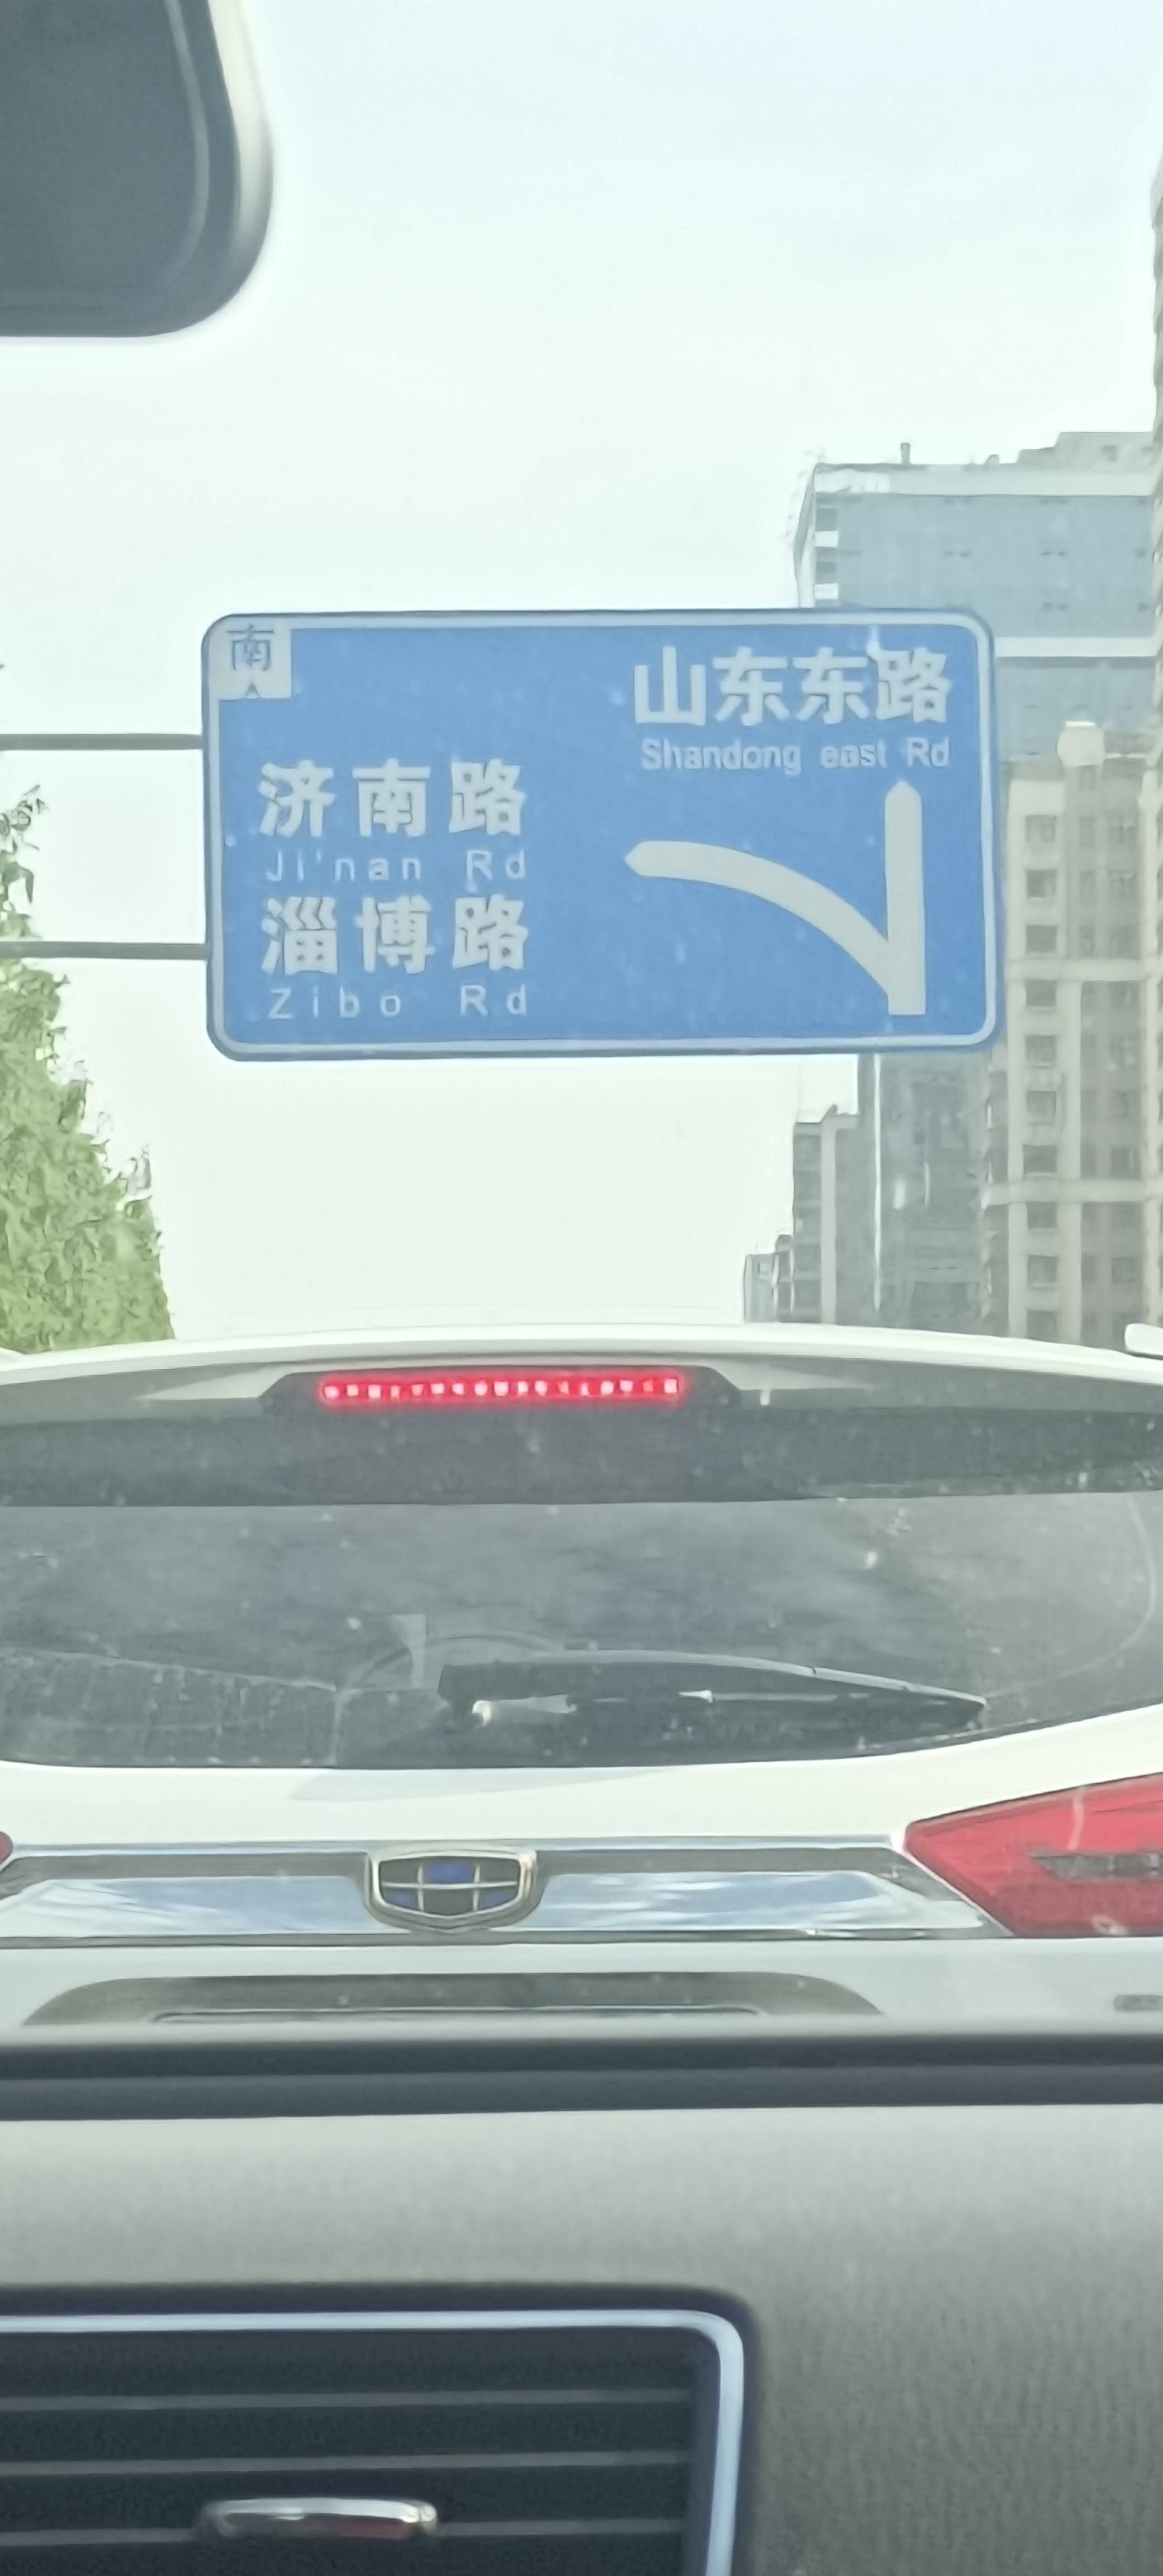 南
山东东路
Shandong east Rd
济南路
Ji'nan Rd
淄博路
Zibo Rd